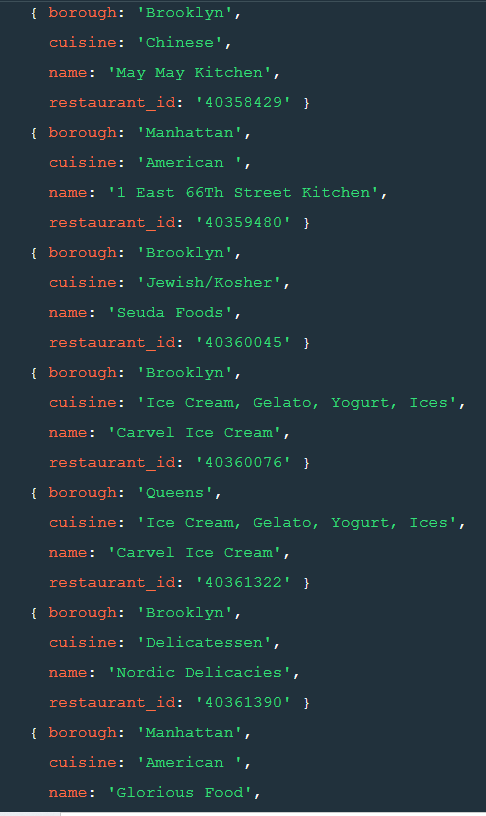 { borough: 'Brooklyn',
cuisine: 'Chinese',
name: 'May May Kitchen',
restaurant_id: '40358429' }
{ borough: 'Manhattan',
cuisine: 'American ',
name: '1 East 66Th Street Kitchen',
restaurant_id: '40359480' }
{ borough: 'Brooklyn',
cuisine: 'Jewish/Kosher',
name: 'Seuda Foods',
restaurant_id: '40360045' }
{ borough: 'Brooklyn',
cuisine: 'Ice Cream, Gelato, Yogurt, Ices',
name: 'Carvel Ice Cream',
restaurant_id: '40360076' }
{ borough: 'Queens',
cuisine: 'Ice Cream, Gelato, Yogurt, Ices',
name: 'Carvel Ice Cream',
restaurant_id: '40361322' }
{ borough: 'Brooklyn',
cuisine: 'Delicatessen',
name: 'Nordic Delicacies',
restaurant_id: '40361390' }
{ borough: 'Manhattan',
cuisine: 'American ',
name: 'Glorious Food',